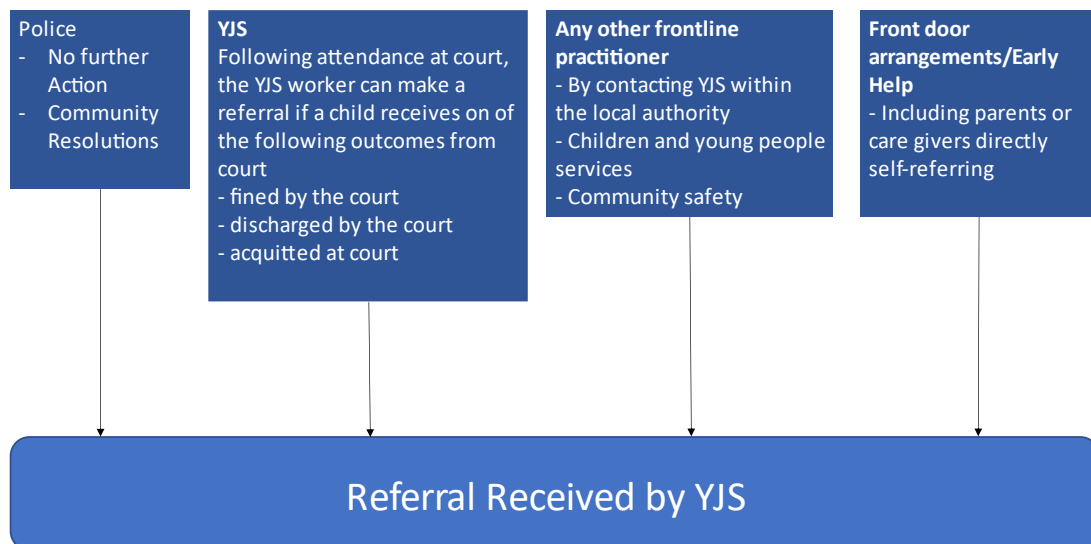 Police
- No further
Action
- Community
Resolutions
YJS
Following attendance at court,
the YJS worker can make a
referral if a child receives on of
the following outcomes from
court
- fined by the court
- discharged by the court
- acquitted at court
Any other frontline
practitioner
- By contacting YJS within
the local authority
- Children and young people
services
- Community safety
Front door
arrangements/Early
Help
- Including parents or
care givers directly
self-referring
Referral Received by YJS